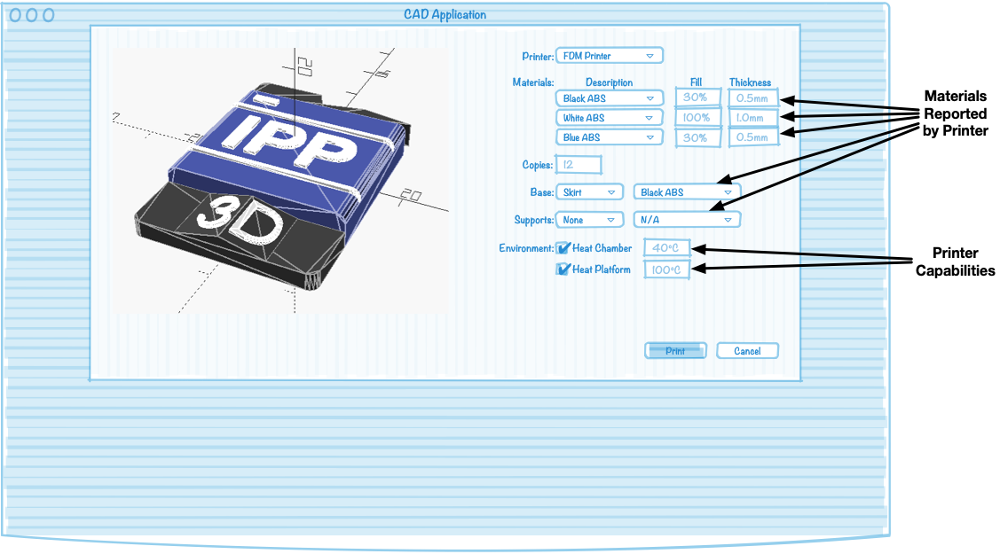 CAD Application
Printer: FDM Printer
Materials: Description Fill Thickness
Black ABS 30% 0.5mm
White ABS 100% 1.0mm
Blue ABS 30% 0.5mm
Copies: 12
Base: Skirt Black ABS
Supports: None N/A
Environment: Heat Chamber 40°C
Heat Platform 100°C
Print Cancel
IPP
3D
20
20
Materials
Reported
by Printer
Printer
Capabilities